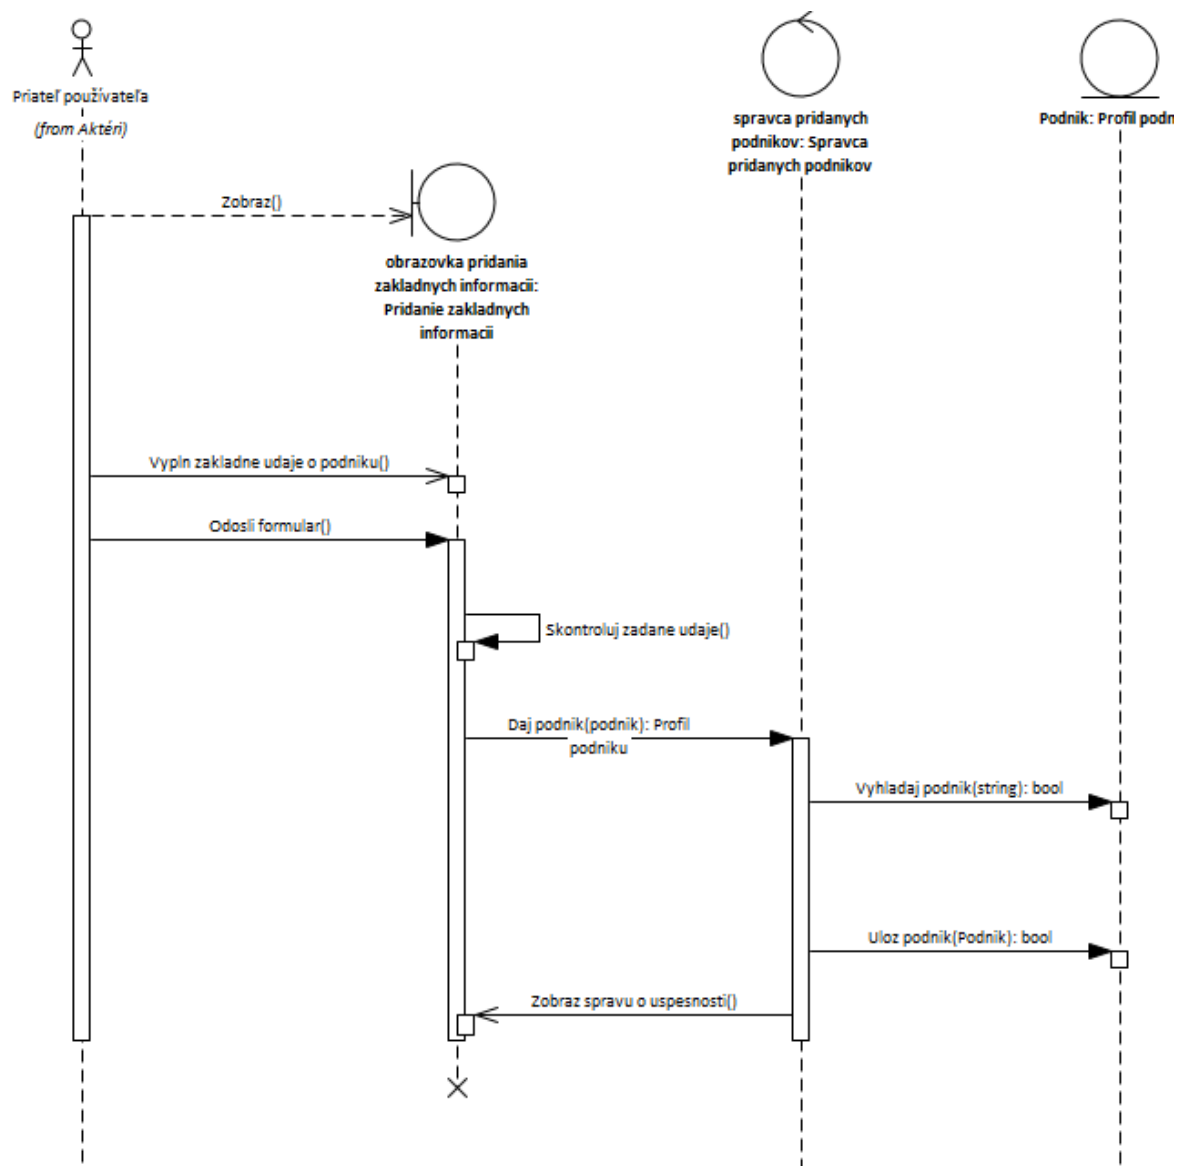 Priateľ používateľa
(from Aktéri)
spravca pridanych
podnikov: Spravca
pridanych podnikov
Podnik: Profil podn
Zobraz()
obrazovka pridania
zakladnych informacii:
Pridanie zakladnych
informacii
Vypln zakladne udaje o podniku()
Odosli formular()
Skontroluj zadane udaje()
Daj podnik(podnik): Profil
podniku
Vyhladaj podnik(string): bool
Uloz podnik(Podnik): bool
Zobraz spravu o uspesnosti()